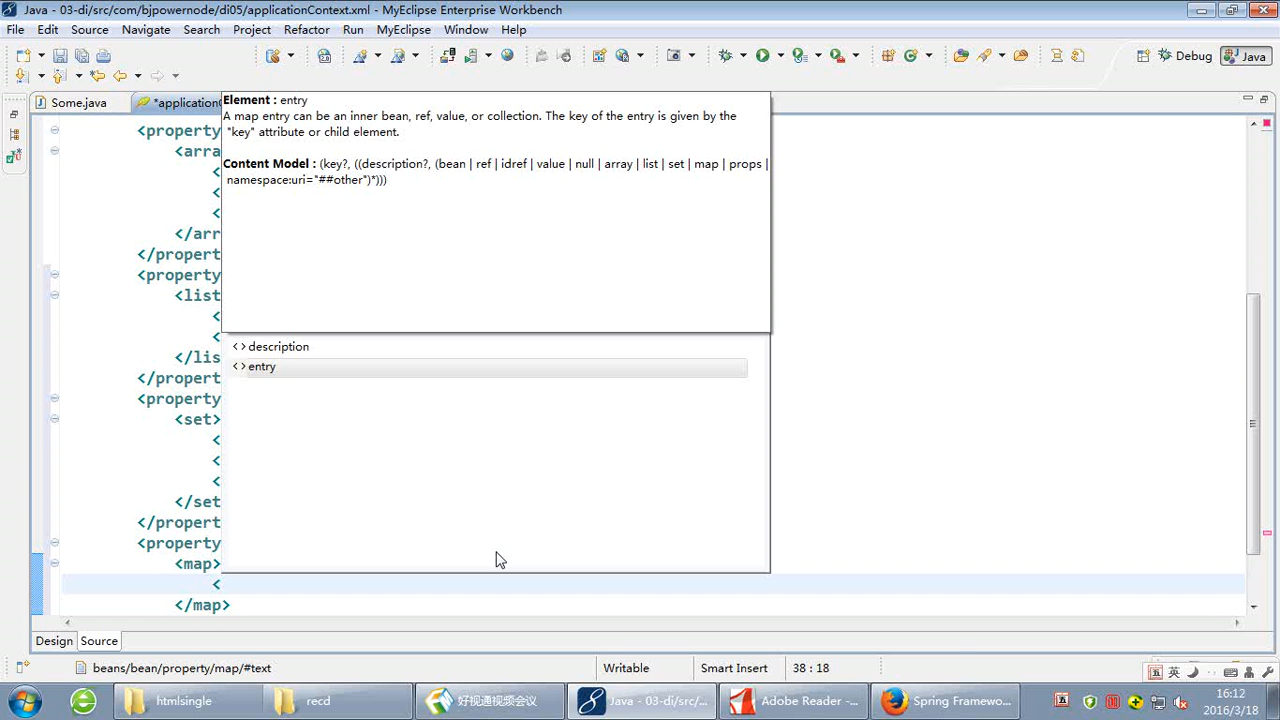 Java - 03-di/src/com/bjpowernode/di05/applicationContext.xml - MyEclipse Enterprise Workbench
File Edit Source Navigate Search Project Refactor Run MyEclipse Window Help
Debug Java
Some.java *application
Element : entry
A map entry can be an inner bean, ref, value, or collection. The key of the entry is given by the
"key" attribute or child element.
Content Model : (key?, ((description?, (bean | ref | idref | value | null | array | list | set | map | props |
namespace:uri="##other")*)))
<property
<arra
<
<
<
</arr
</propert
<property
<list
<
<
</lis
</propert
<property
<set>
<
<
<
</set
</propert
<property
<map>
<
</map>
<> description
<> entry
Design Source
beans/bean/property/map/#text Writable Smart Insert 38 : 18
五 英
htmlsingle recd 好视通视频会议 Java - 03-di/src/... Adobe Reader -... Spring Framewo...
五
16:12
2016/3/18